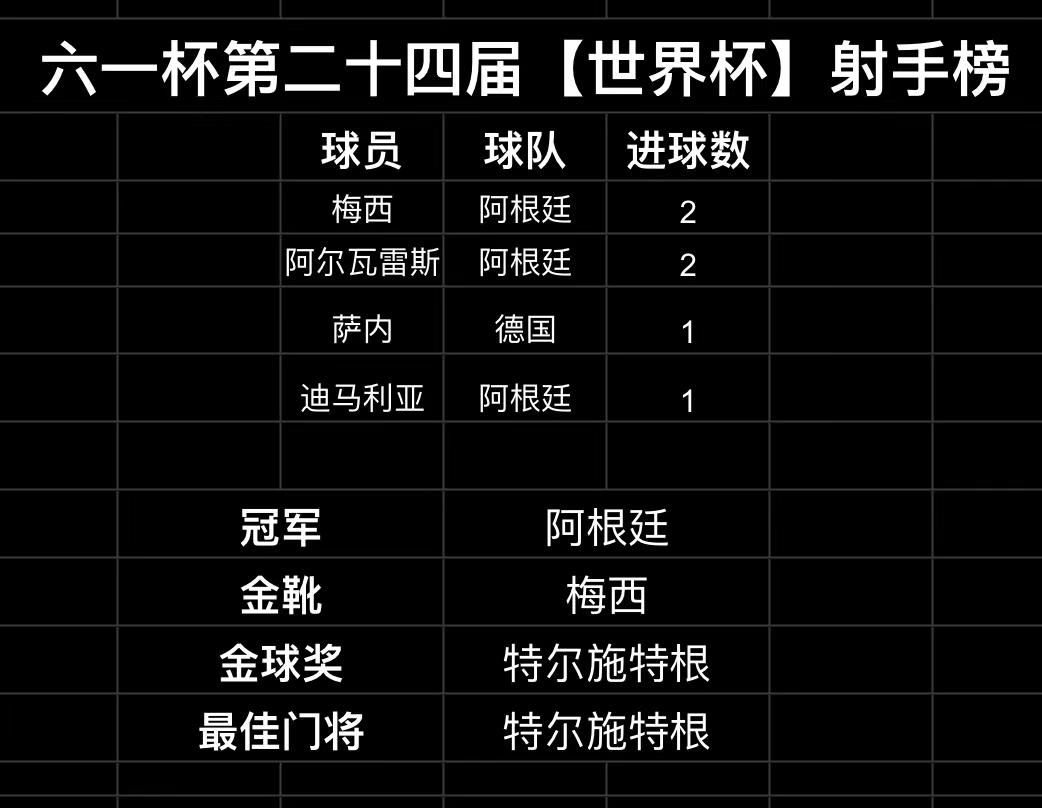 六一杯第二十四届【世界杯】射手榜
球员 球队 进球数
梅西 阿根廷 2
阿尔瓦雷斯 阿根廷 2
萨内 德国 1
迪马利亚 阿根廷 1
冠军 阿根廷
金靴 梅西
金球奖 特尔施特根
最佳门将 特尔施特根